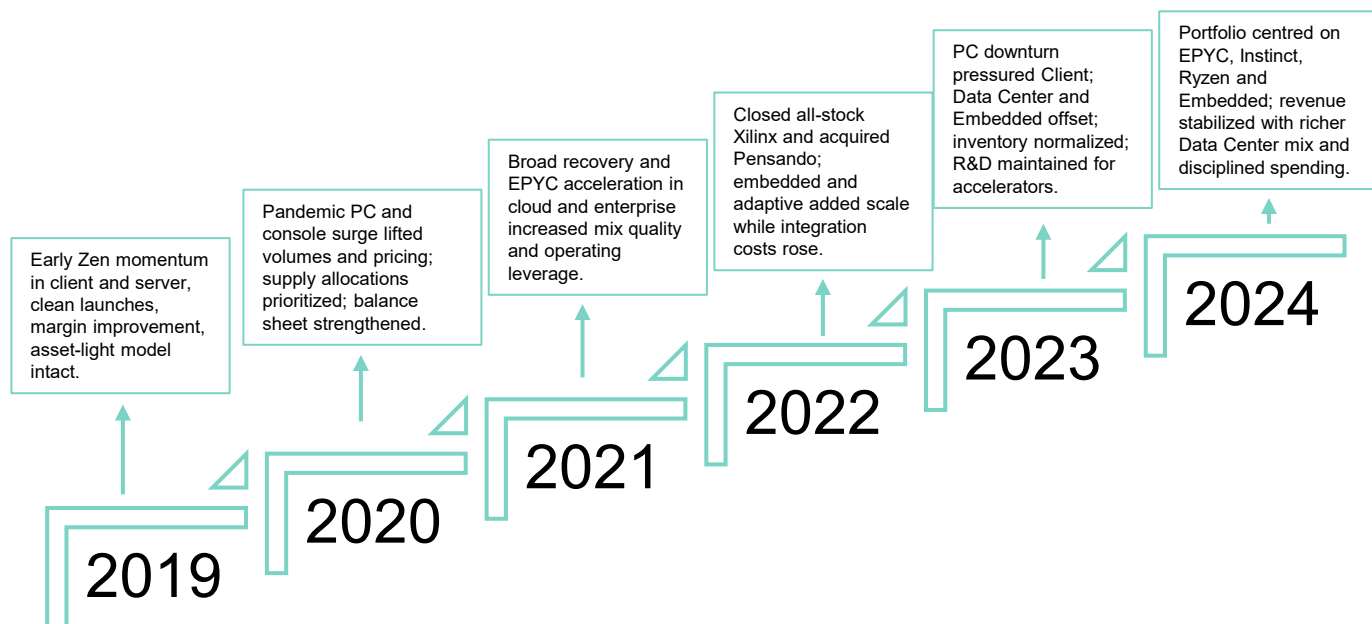 Early Zen momentum
in client and server,
clean launches,
margin improvement,
asset-light model
intact.
2019
Pandemic PC and
console surge lifted
volumes and pricing;
supply allocations
prioritized; balance
sheet strengthened.
2020
Broad recovery and
EPYC acceleration in
cloud and enterprise
increased mix quality
and operating
leverage.
2021
Closed all-stock
Xilinx and acquired
Pensando;
embedded and
adaptive added scale
while integration
costs rose.
2022
PC downturn
pressured Client;
Data Center and
Embedded offset;
inventory normalized;
R&D maintained for
accelerators.
2023
Portfolio centred on
EPYC, Instinct,
Ryzen and
Embedded; revenue
stabilized with richer
Data Center mix and
disciplined spending.
2024